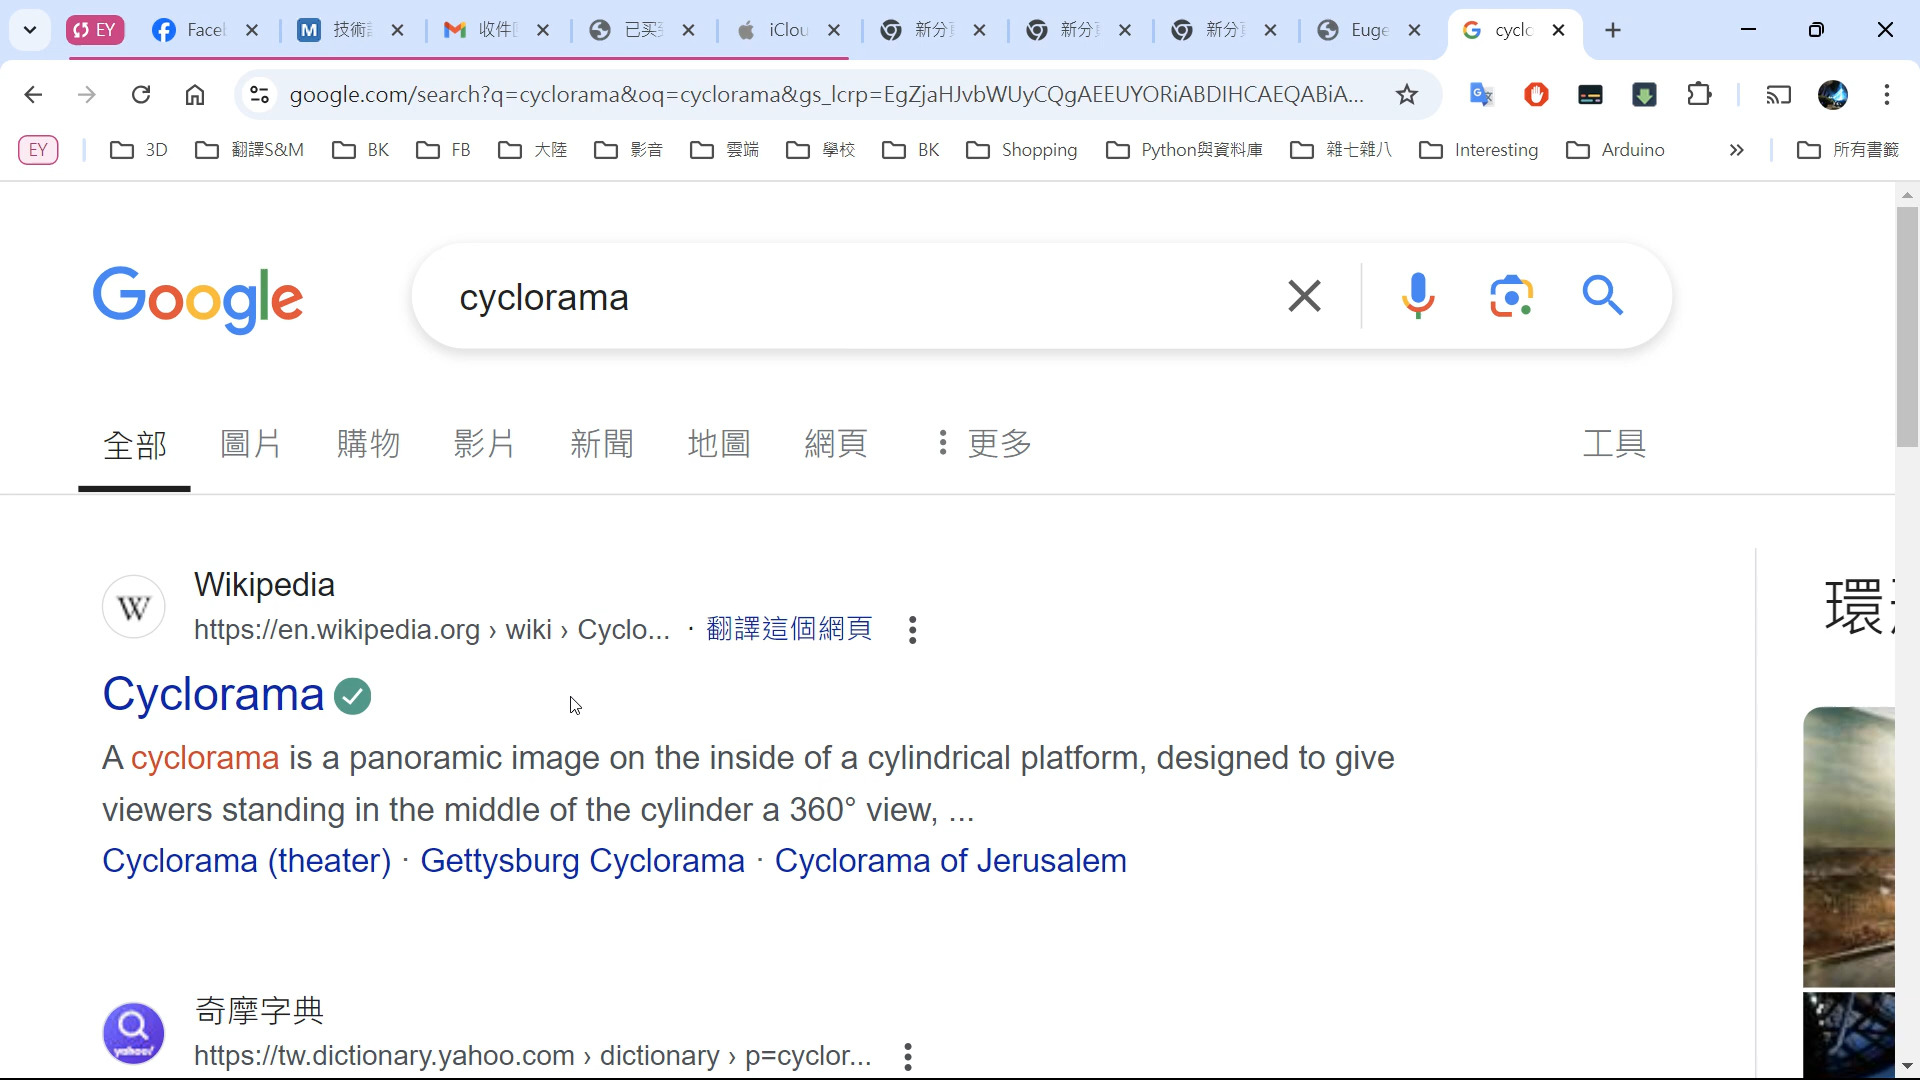 EY Facel 技術 M 收件 已买 iClou 新分 新分 新分 Euge cyclo
google.com/search?q=cyclorama&oq=cyclorama&gs_lcrp=EgZjaHJvbWUyCQgAEEUYORiABDIHCAEQABiA...
EY 3D 翻譯S&M BK FB 大陸 影音 雲端 學校 BK Shopping Python與資料庫 雜七雜八 Interesting Arduino » 所有書籤
Google cyclorama
全部 圖片 購物 影片 新聞 地圖 網頁 更多 工具
Wikipedia
https://en.wikipedia.org › wiki › Cyclo... · 翻譯這個網頁
W
環
Cyclorama
A cyclorama is a panoramic image on the inside of a cylindrical platform, designed to give
viewers standing in the middle of the cylinder a 360° view, ...
Cyclorama (theater) · Gettysburg Cyclorama · Cyclorama of Jerusalem
奇摩字典
yahoo!
https://tw.dictionary.yahoo.com › dictionary › p=cyclor...